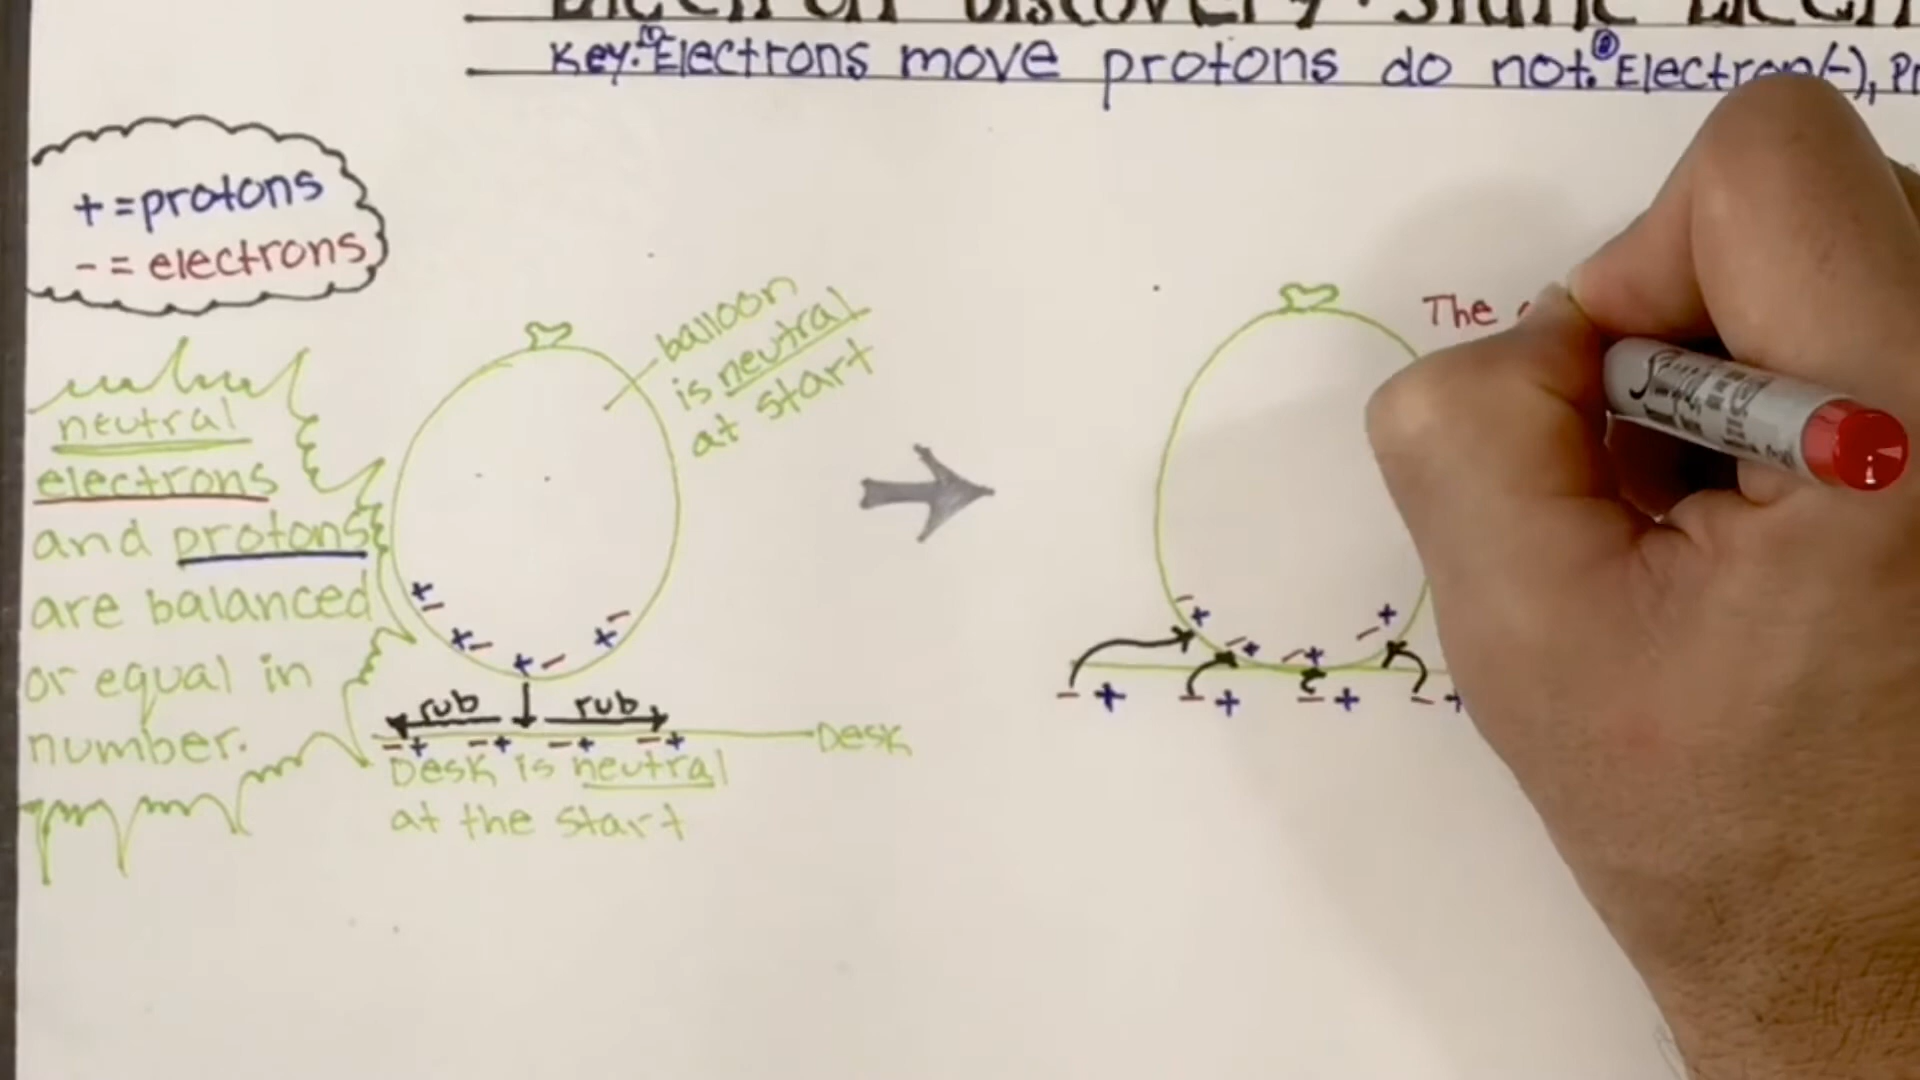 Key: ① Electrons move protons do not. ② Electron(-), Pr
+ = protons
- = electrons
neutral
electrons
and protons
are balanced
or equal in
number.
balloon
is neutral
at start
rub rub
Desk
Desk is neutral
at the start
The